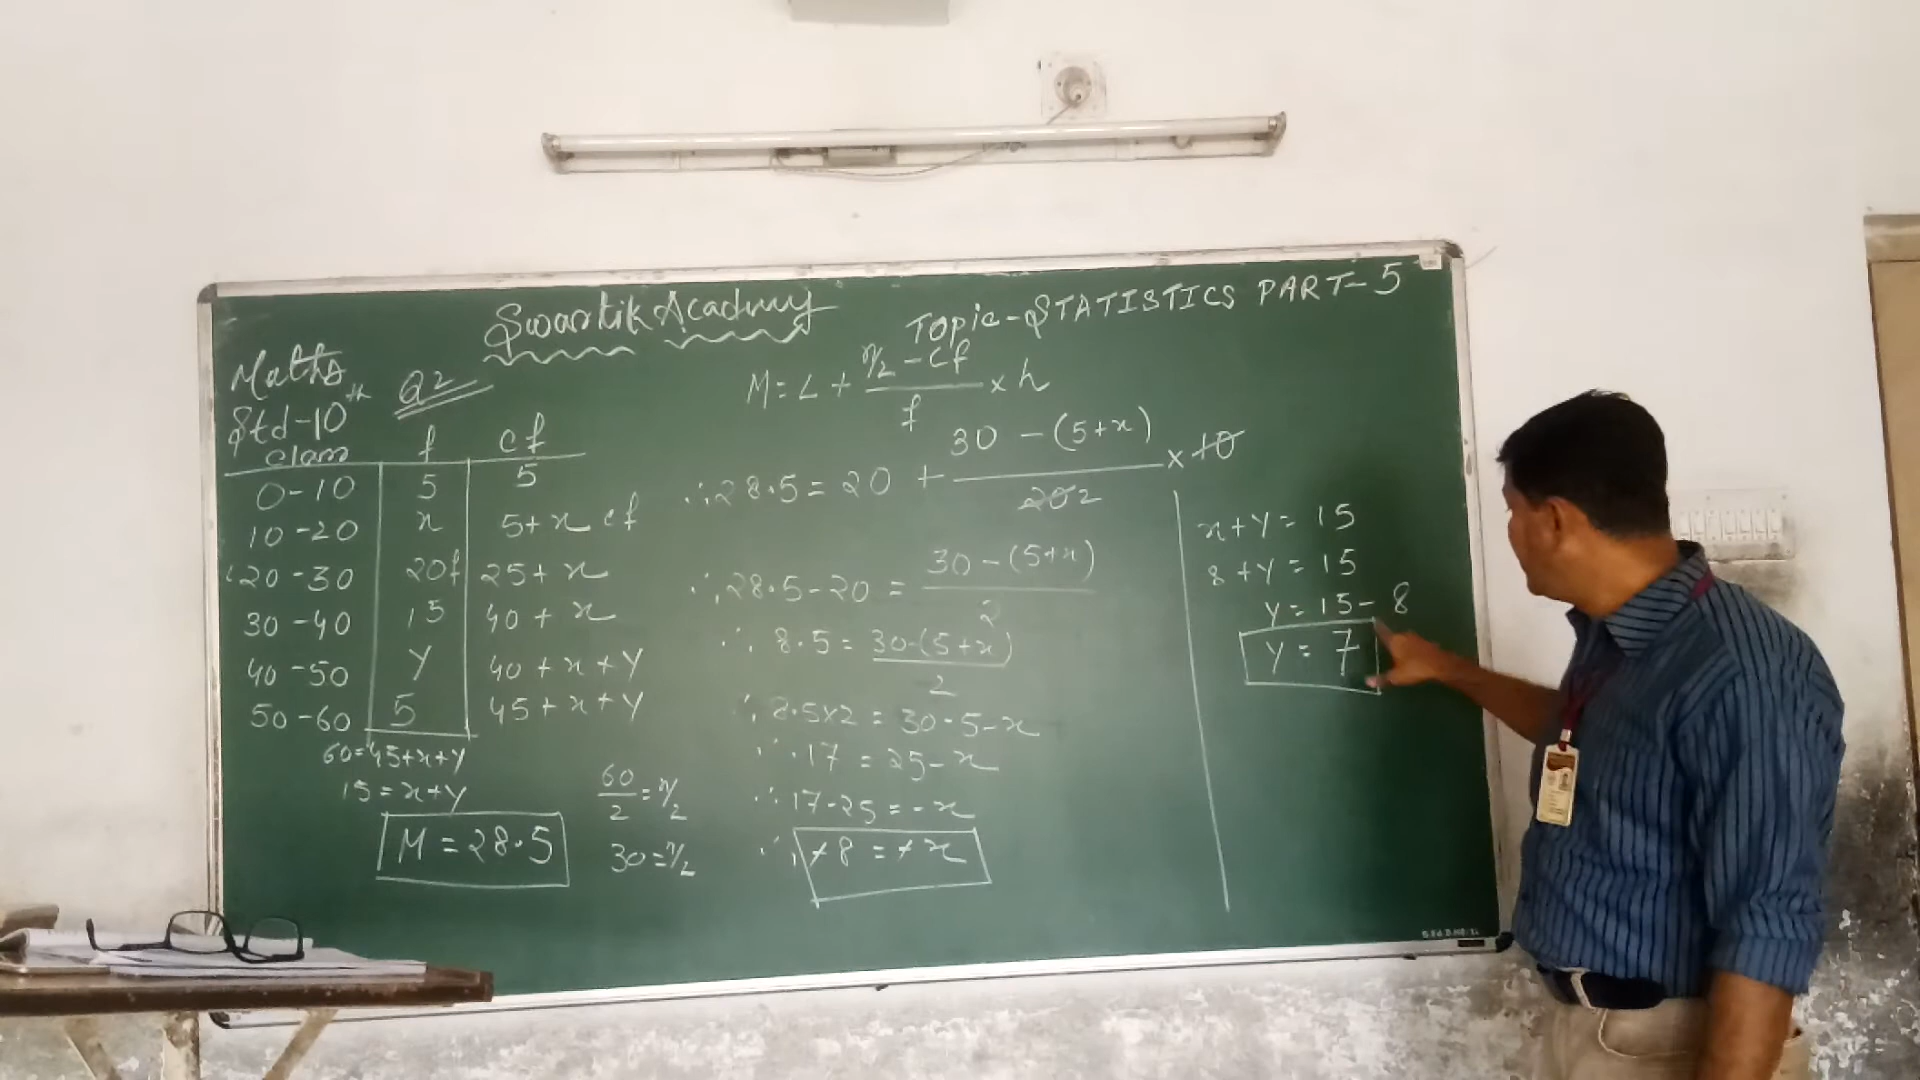 Swastik Academy
Topic-STATISTICS PART-5
Maths
Std-10th
Q2
class f cf
0-10 5 5
10-20 x 5+x cf
L20-30 20f 25+x
30-40 15 40+x
40-50 y 40+x+y
50-60 5 45+x+y
60=45+x+y
15=x+y
M=28.5
60/2=n/2
30=n/2
M=L+ n/2-cf/f ×h
∴28.5=20+ 30-(5+x)/202 ×10
∴28.5-20= 30-(5+x)/2
∴8.5= 30-(5+x)/2
∴8.5×2=30-5-x
∴17=25-x
∴17-25=-x
∴-8=-x
x+y=15
8+y=15
y=15-8
y=7